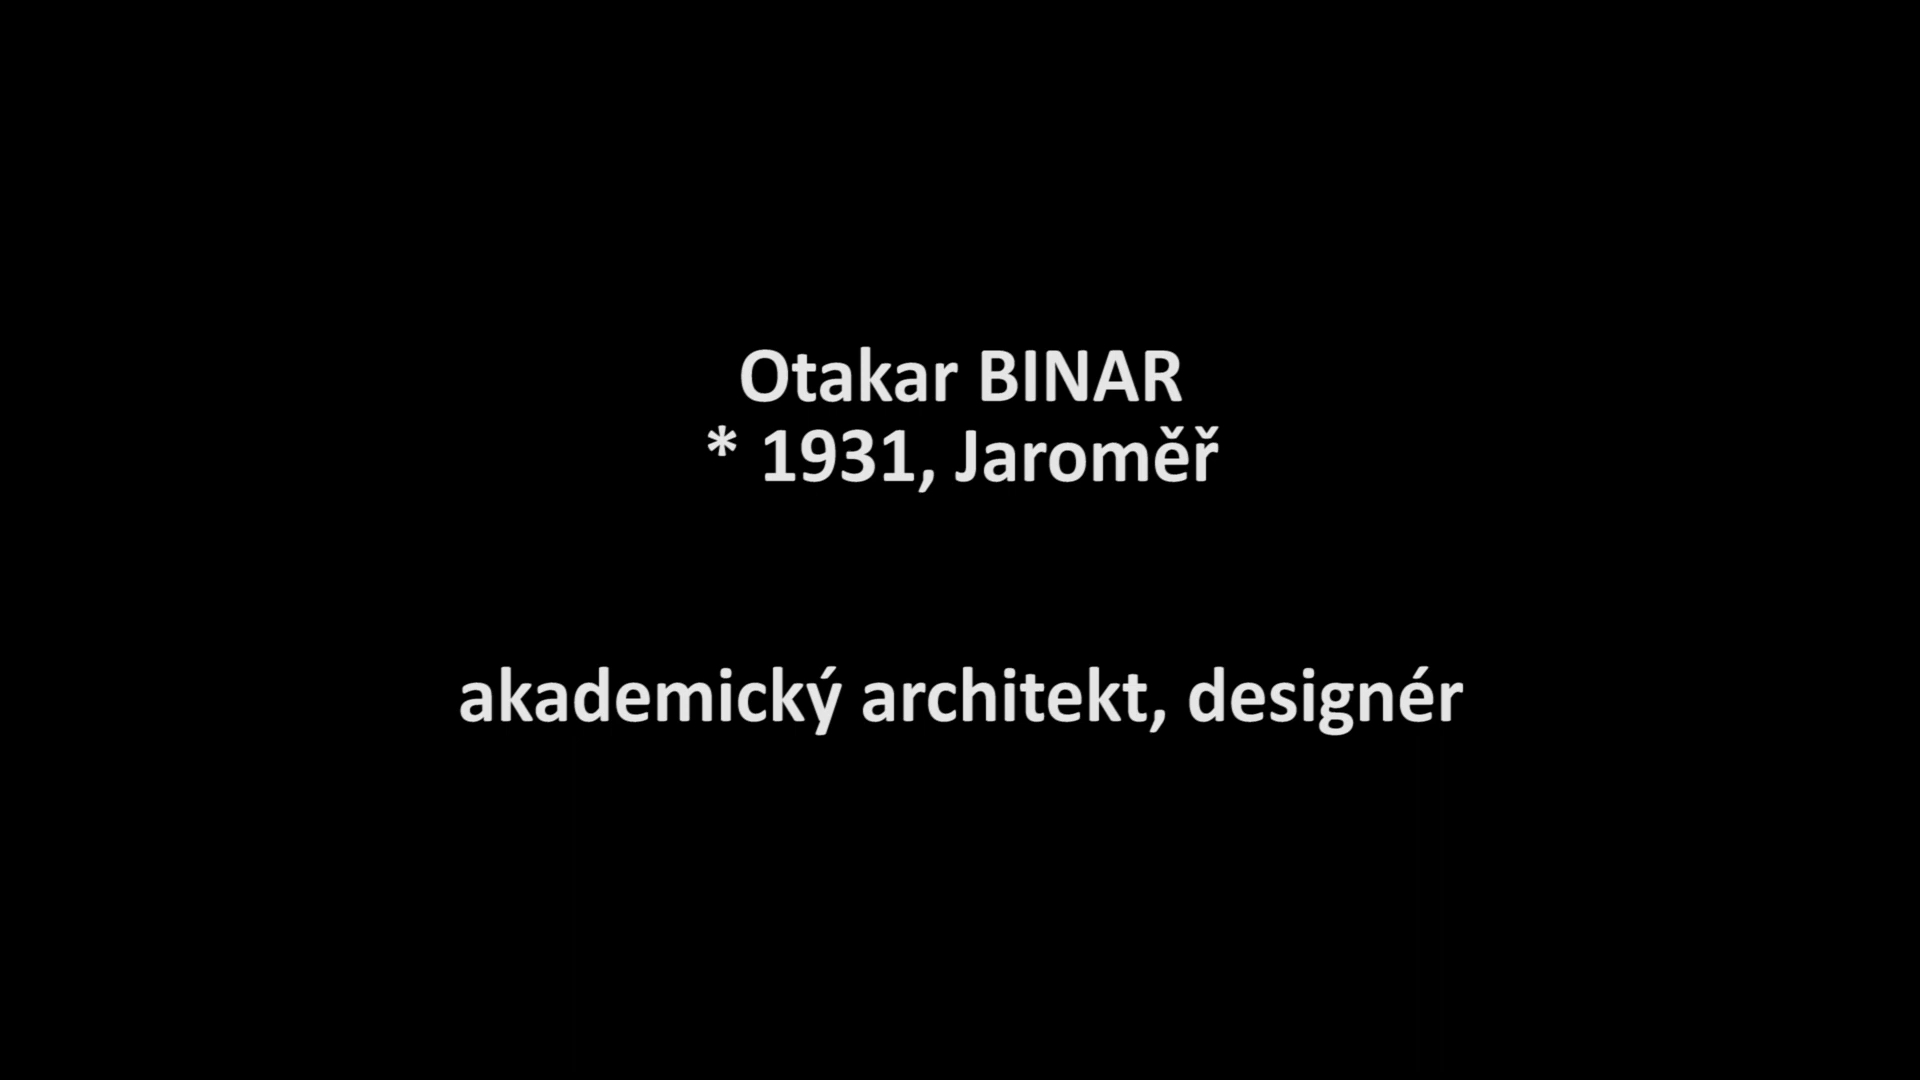 Otakar BINAR
* 1931, Jaroměř
akademický architekt, designér